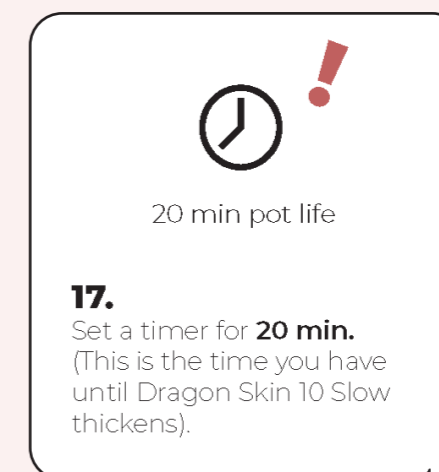 20 min pot life
17.
Set a timer for 20 min.
(This is the time you have
until Dragon Skin 10 Slow
thickens).